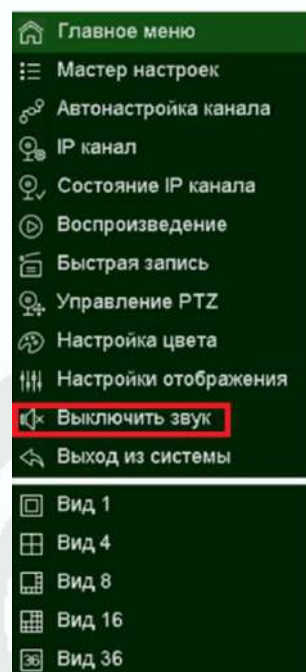 Главное меню
Мастер настроек
Автонастройка канала
IP канал
Состояние IP канала
Воспроизведение
Быстрая запись
Управление PTZ
Настройка цвета
Настройки отображения
Выключить звук
Выход из системы
Вид 1
Вид 4
Вид 8
Вид 16
36 Вид 36